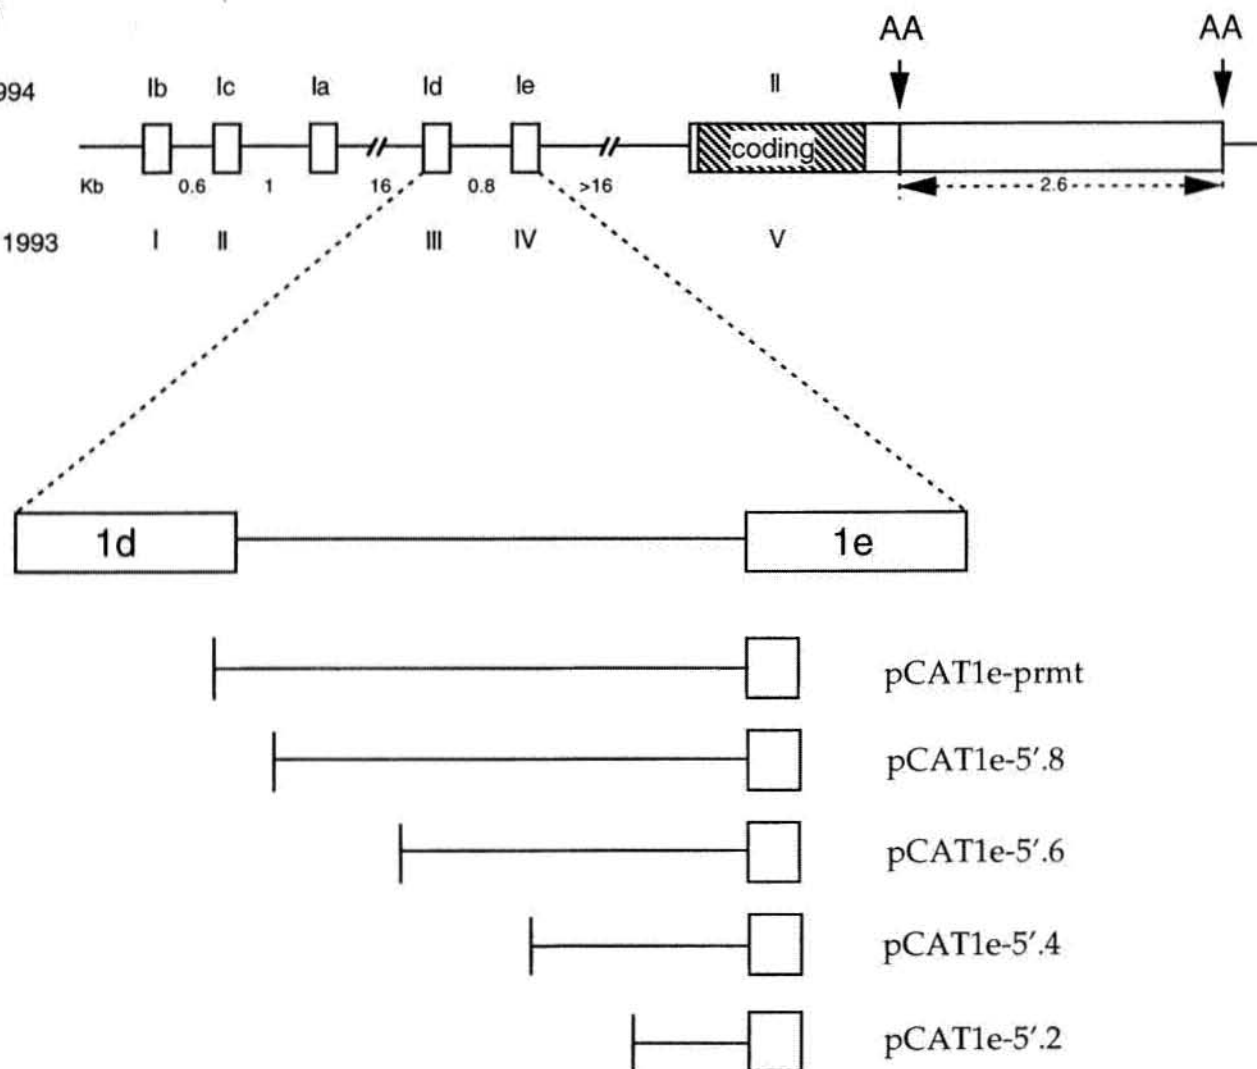 AA AA
994 Ib Ic Ia Id Ie II
coding
Kb 0.6 1 16 0.8 >16 2.6
1993 I II III IV V
1d 1e
pCAT1e-prmt
pCAT1e-5′.8
pCAT1e-5′.6
pCAT1e-5′.4
pCAT1e-5′.2